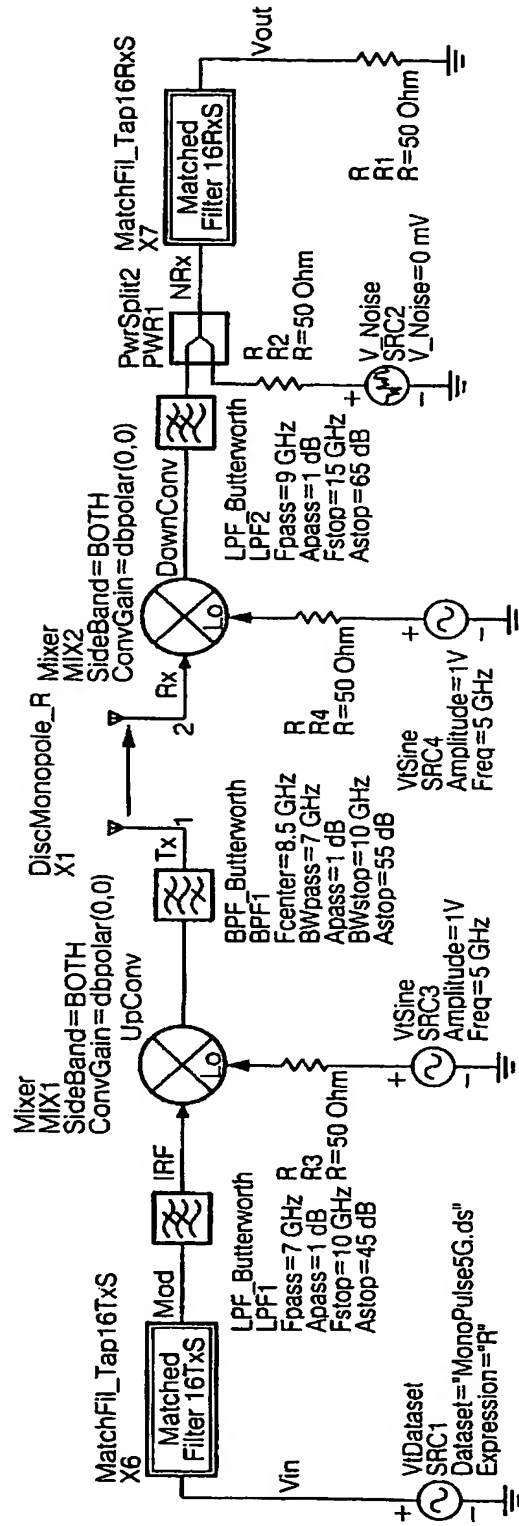 MatchFil_Tap16TxS
X6
Matched
Filter 16TxS
Vin
+
-
VtDataset
SRC1
Dataset="MonoPulse5G.ds"
Expression="R"
Mod
LPF_Butterworth
LPF1
Fpass=7 GHz
Apass=1 dB
Fstop=10 GHz
Astop=45 dB
IRF
R
R3
R=50 Ohm
Mixer
MIX1
SideBand=BOTH
ConvGain=dbpolar(0,0)
UpConv
Lo
+
-
VtSine
SRC3
Amplitude=1V
Freq=5 GHz
BPF_Butterworth
BPF1
Fcenter=8.5 GHz
BWpass=7 GHz
Apass=1 dB
BWstop=10 GHz
Astop=55 dB
Tx
1
DiscMonopole_R
X1
2
Rx
Mixer
MIX2
SideBand=BOTH
ConvGain=dbpolar(0,0)
DownConv
Lo
R
R4
R=50 Ohm
+
-
VtSine
SRC4
Amplitude=1V
Freq=5 GHz
LPF_Butterworth
LPF2
Fpass=9 GHz
Apass=1 dB
Fstop=15 GHz
Astop=65 dB
PwrSplit2
PWR1
NRx
R
R2
R=50 Ohm
+
-
V_Noise
SRC2
V_Noise=0 mV
MatchFil_Tap16RxS
X7
Matched
Filter 16RxS
Vout
R
R1
R=50 Ohm